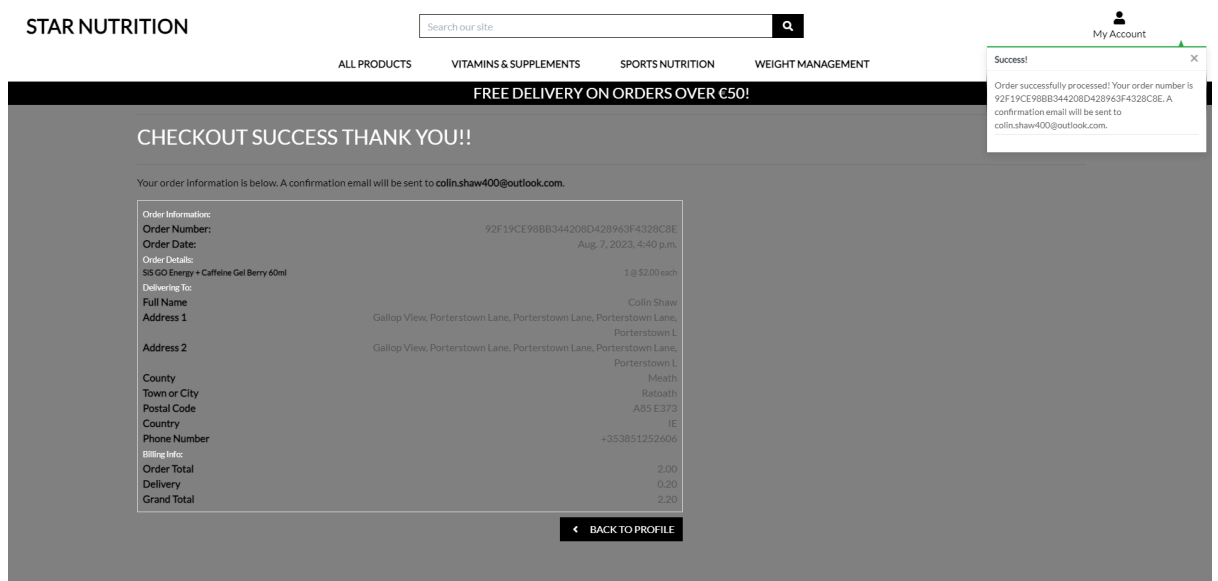 STAR NUTRITION
Search our site
My Account
ALL PRODUCTS VITAMINS & SUPPLEMENTS SPORTS NUTRITION WEIGHT MANAGEMENT
Success! ×
Order successfully processed! Your order number is
92F19CE98BB344208D428963F4328C8E. A
confirmation email will be sent to
colin.shaw400@outlook.com.
FREE DELIVERY ON ORDERS OVER €50!
CHECKOUT SUCCESS THANK YOU!!
Your order information is below. A confirmation email will be sent to colin.shaw400@outlook.com.
Order Information:
Order Number: 92F19CE98BB344208D428963F4328C8E
Order Date: Aug. 7, 2023, 4:40 p.m.
Order Details:
SiS GO Energy + Caffeine Gel Berry 60ml 1 @ $2.00 each
Delivering To:
Full Name Colin Shaw
Address 1 Gallop View, Porterstown Lane, Porterstown Lane, Porterstown Lane,
Porterstown L
Address 2 Gallop View, Porterstown Lane, Porterstown Lane, Porterstown Lane,
Porterstown L
County Meath
Town or City Ratoath
Postal Code A85 E373
Country IE
Phone Number +353851252606
Billing Info:
Order Total 2.00
Delivery 0.20
Grand Total 2.20
BACK TO PROFILE